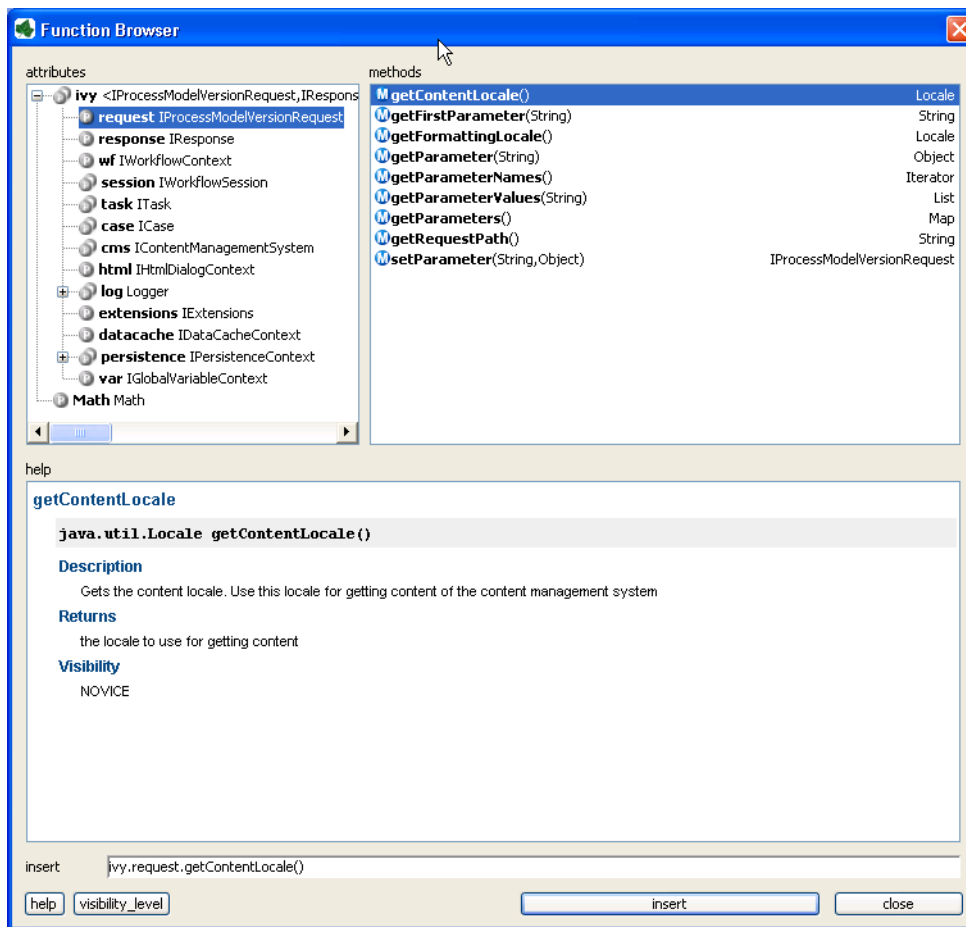 Function Browser
attributes
methods
ivy <IProcessModelVersionRequest,IRespons
request IProcessModelVersionRequest
response IResponse
wf IWorkflowContext
session IWorkflowSession
task ITask
case ICase
cms IContentManagementSystem
html IHtmlDialogContext
log Logger
extensions IExtensions
datacache IDataCacheContext
persistence IPersistenceContext
var IGlobalVariableContext
Math Math
getContentLocale() Locale
getFirstParameter(String) String
getFormattingLocale() Locale
getParameter(String) Object
getParameterNames() Iterator
getParameterValues(String) List
getParameters() Map
getRequestPath() String
setParameter(String,Object) IProcessModelVersionRequest
help
getContentLocale
java.util.Locale getContentLocale()
Description
Gets the content locale. Use this locale for getting content of the content management system
Returns
the locale to use for getting content
Visibility
NOVICE
insert ivy.request.getContentLocale()
help visibility_level insert close